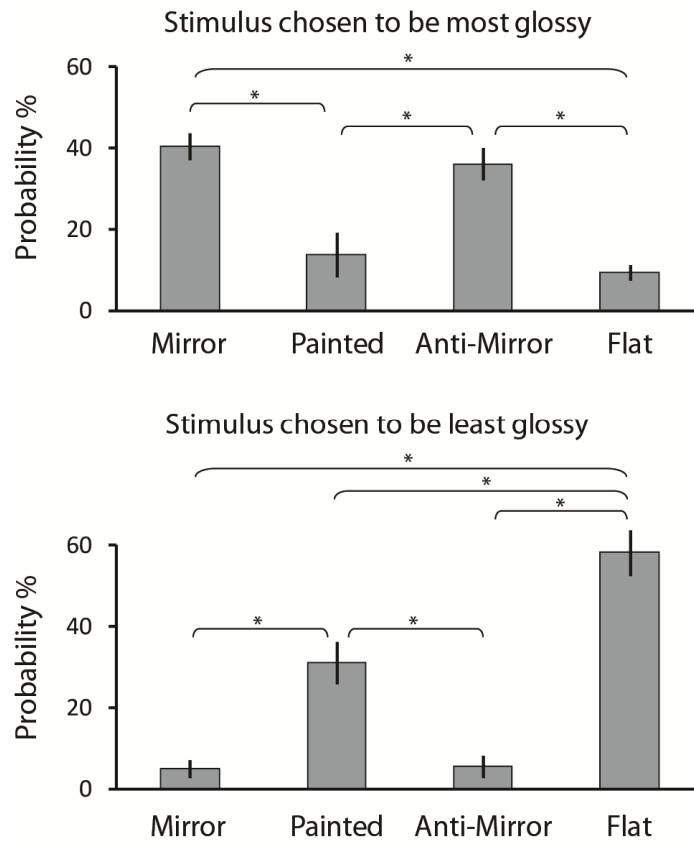 Stimulus chosen to be most glossy
Probability %
60
40
20
0
*
*
*
*
Mirror Painted Anti-Mirror Flat
Stimulus chosen to be least glossy
Probability %
60
40
20
0
*
*
*
*
*
Mirror Painted Anti-Mirror Flat